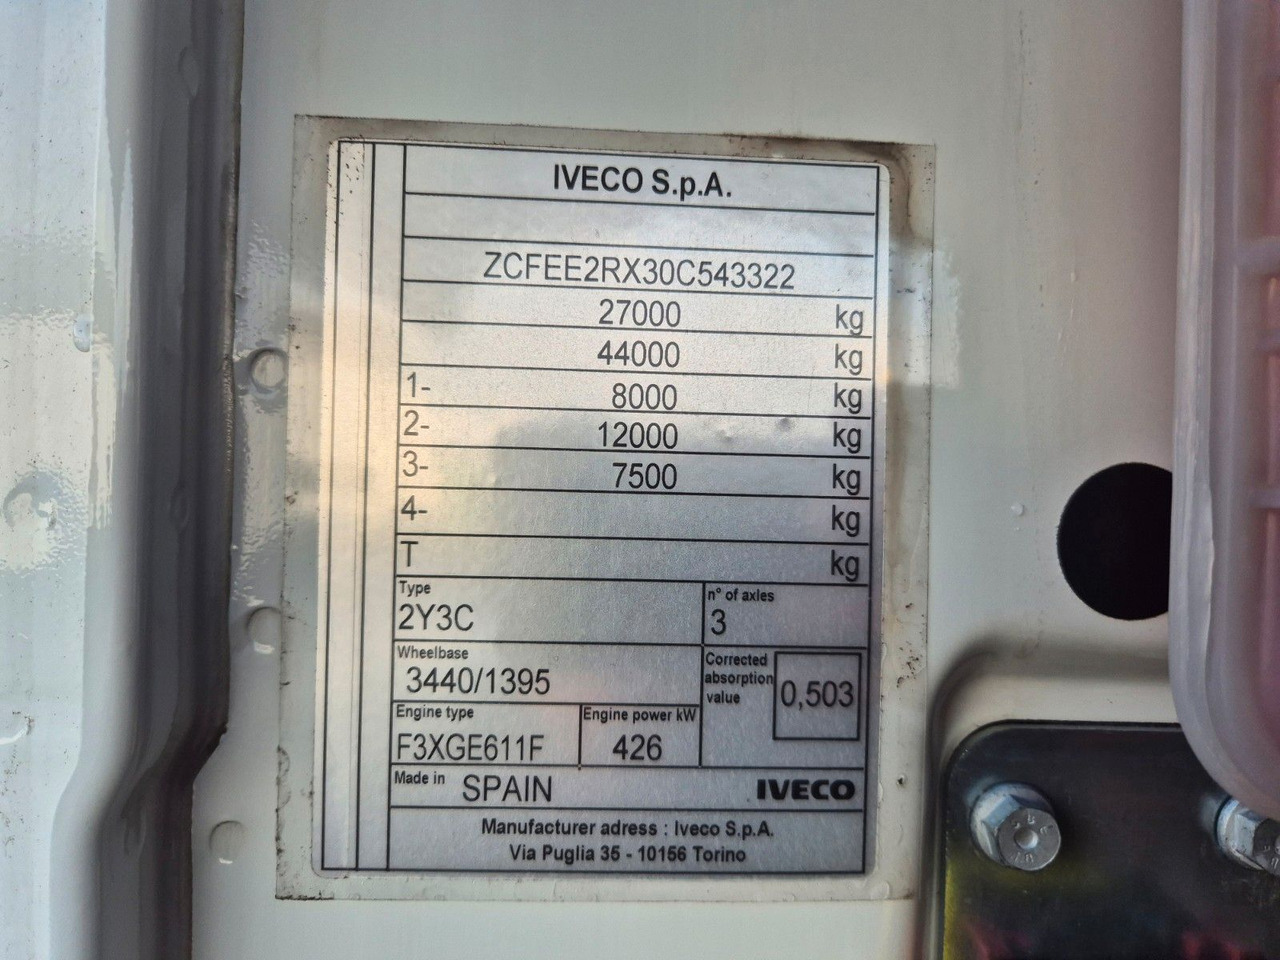 IVECO S.p.A.
ZCFEE2RX30C543322
27000 kg
44000 kg
1- 8000 kg
2- 12000 kg
3- 7500 kg
4- kg
T kg
Type
2Y3C
n° of axles
3
Wheelbase
3440/1395
Corrected absorption value
0,503
Engine type
F3XGE611F
Engine power kW
426
Made in SPAIN
IVECO
Manufacturer adress : Iveco S.p.A.
Via Puglia 35 - 10156 Torino